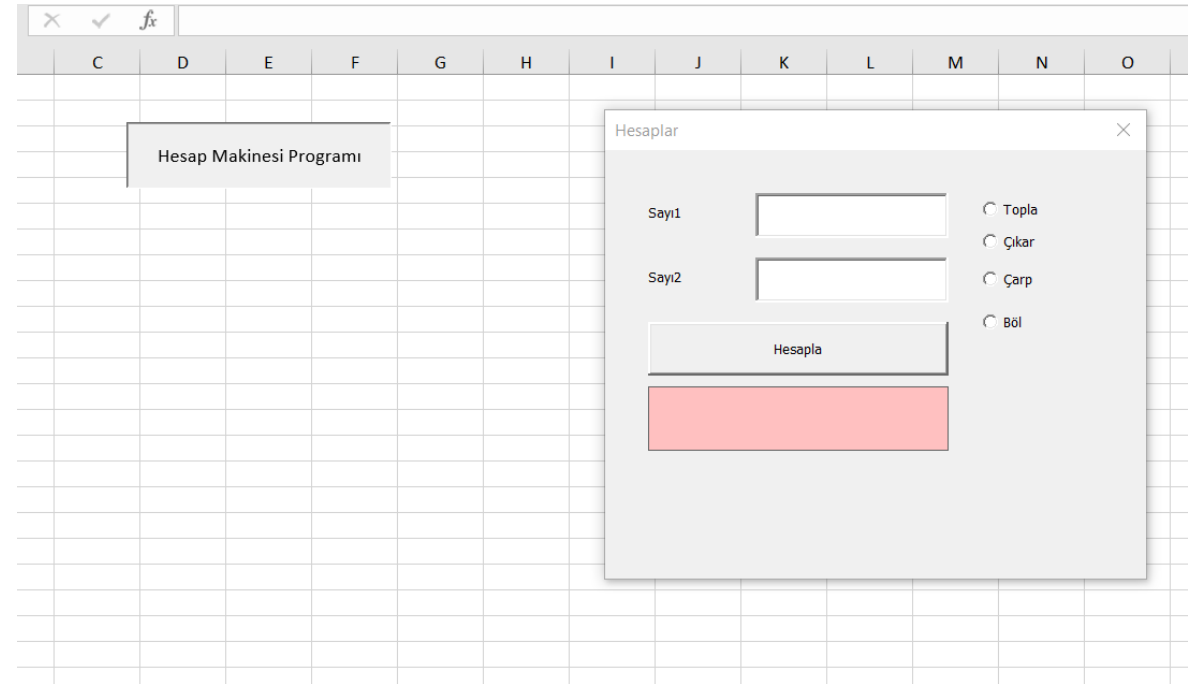 fx
C D E F G H I J K L M N O
Hesap Makinesi Programı
Hesaplar
Sayı1
Topla
Çıkar
Sayı2
Çarp
Böl
Hesapla